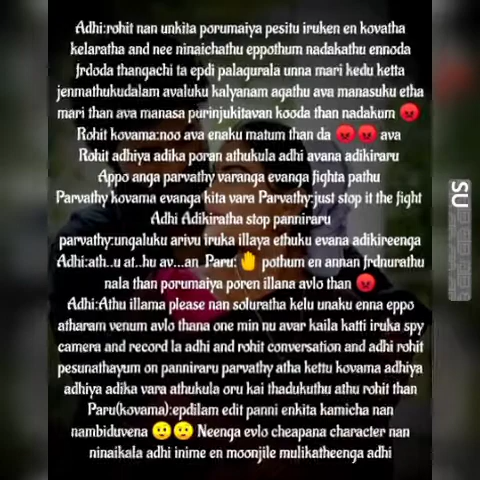 Adhi:rohit nan unkita porumaiya pesitu iruken en kovatha
kelaratha and nee ninaichathu eppothum nadakathu ennoda
frdoda thangachi ta epdi palagurala unna mari kedu ketta
jenmathukudalam avaluku kalyanam agathu ava manasuku etha
mari than ava manasa purinjukitavan kooda than nadakum 😡
Rohit kovama:noo ava enaku matum than da 😡😡 ava
Rohit adhiya adika poran athukula adhi avana adikiraru
Appo anga parvathy varanga evanga fighta pathu
Parvathy kovama evanga kita vara Parvathy:just stop it the fight
Adhi Adikiratha stop panniraru
parvathy:ungaluku arivu iruka illaya ethuku evana adikireenga
Adhi:ath..u at..hu av...an Paru:🤚 pothum en annan frdnurathu
nala than porumaiya poren illana avlo than 😡
Adhi:Athu illama please nan soluratha kelu unaku enna eppo
atharam venum avlo thana one min nu avar kaila katti iruka spy
camera and record la adhi and rohit conversation and adhi rohit
pesunathayum on panniraru parvathy atha kettu kovama adhiya
adhiya adika vara athukula oru kai thadukuthu athu rohit than
Paru(kovama):epdilam edit panni enkita kamicha nan
nambiduvena 🤨🤨 Neenga evlo cheapana character nan
ninaikala adhi inime en moonjile mulikatheenga adhi
SU